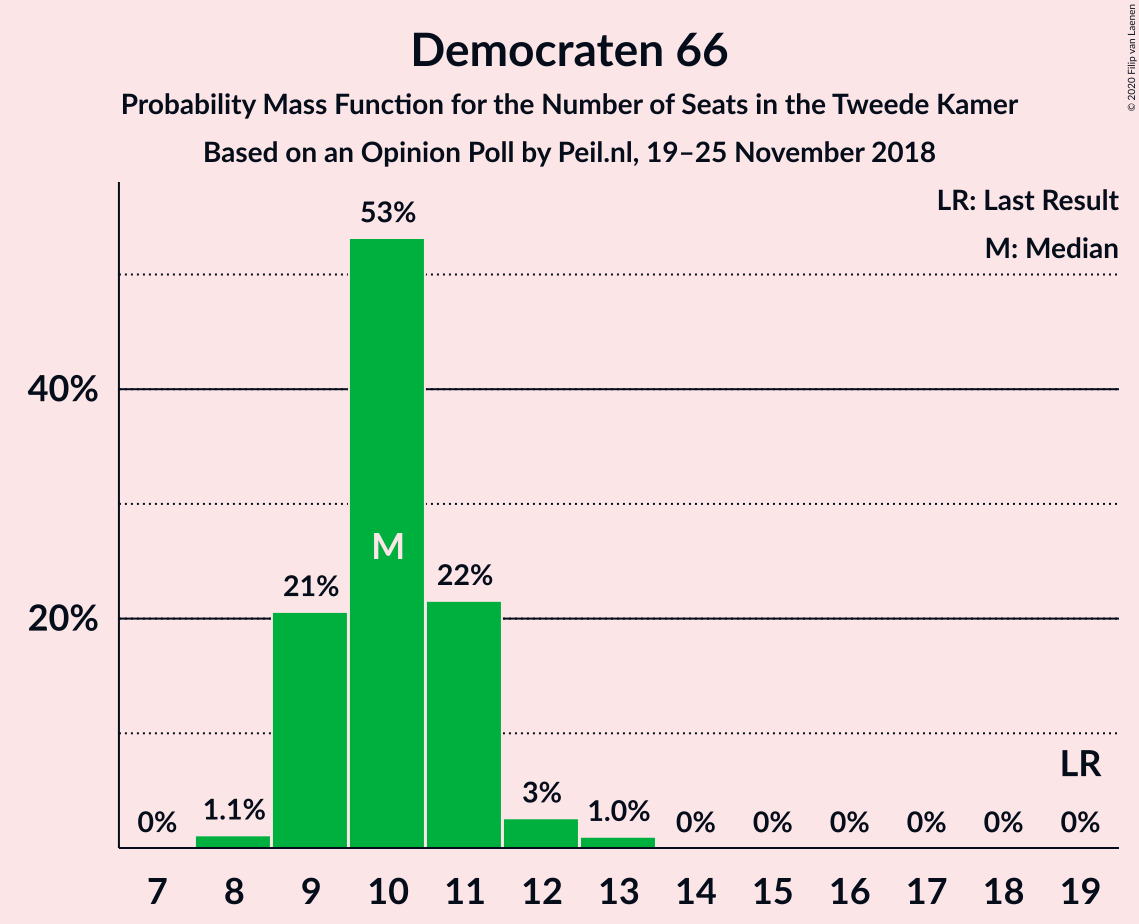 Democraten 66
Probability Mass Function for the Number of Seats in the Tweede Kamer
Based on an Opinion Poll by Peil.nl, 19–25 November 2018
© 2020 Filip van Laenen
LR: Last Result
M: Median
53%
40%
M
21%
22%
20%
LR
0%
1.1%
3%
1.0%
0%
0%
0%
0%
0%
0%
7 8 9 10 11 12 13 14 15 16 17 18 19